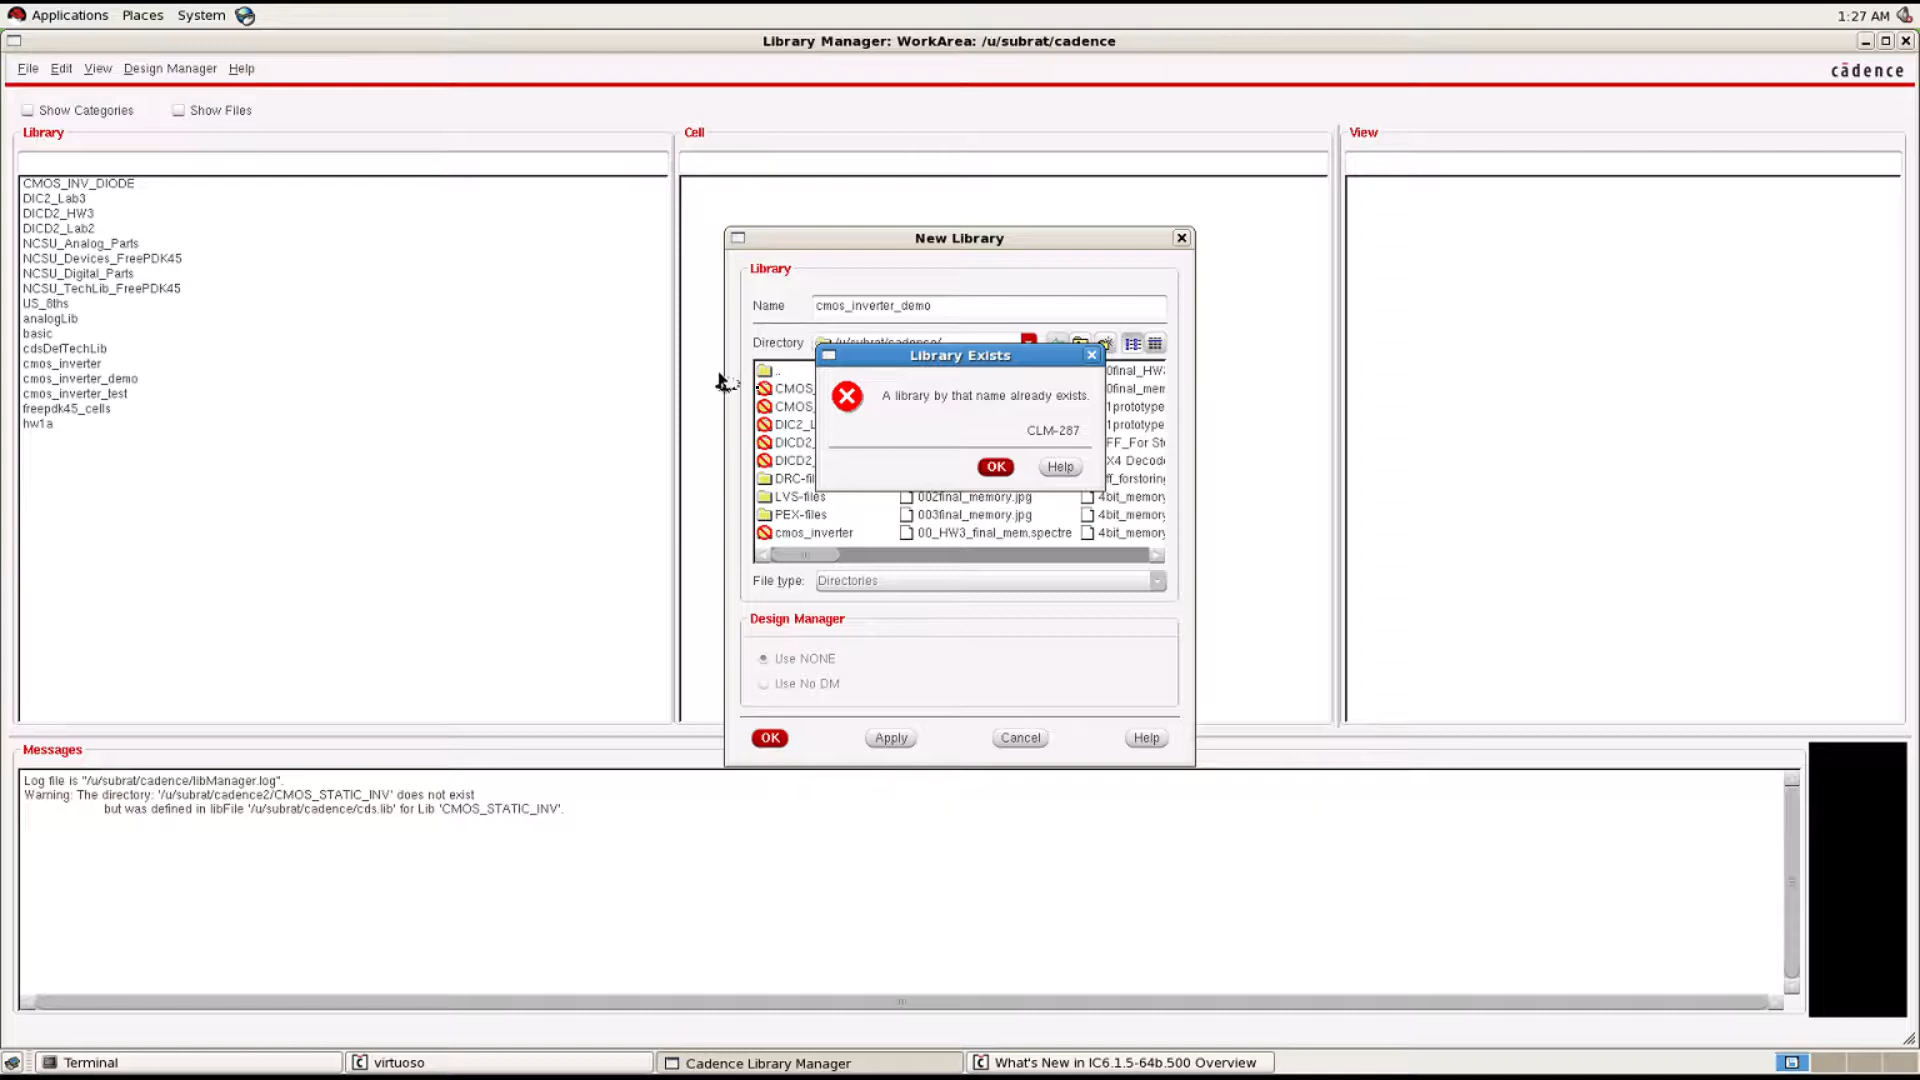 Applications Places System
1:27 AM
Library Manager: WorkArea: /u/subrat/cadence
File Edit View Design Manager Help
cādence
Show Categories Show Files
Library
Cell
View
CMOS_INV_DIODE
DIC2_Lab3
DICD2_HW3
DICD2_Lab2
NCSU_Analog_Parts
NCSU_Devices_FreePDK45
NCSU_Digital_Parts
NCSU_TechLib_FreePDK45
US_8ths
analogLib
basic
cdsDefTechLib
cmos_inverter
cmos_inverter_demo
cmos_inverter_test
freepdk45_cells
hw1a
New Library
Library
Name cmos_inverter_demo
Directory /u/subrat/cadence/
Library Exists
A library by that name already exists.
CLM-287
OK Help
..
CMOS_ 0final_mem
CMOS_ 1prototype
DIC2_L 1prototype
DICD2_ FF_For St
DICD2_ X4 Decod
DRC-fil ff_forstoring
LVS-files 002final_memory.jpg 4bit_memory
PEX-files 003final_memory.jpg 4bit_memory
cmos_inverter 00_HW3_final_mem.spectre 4bit_memory
File type: Directories
Design Manager
Use NONE
Use No DM
OK Apply Cancel Help
Messages
Log file is "/u/subrat/cadence/libManager.log".
Warning: The directory: '/u/subrat/cadence2/CMOS_STATIC_INV' does not exist
but was defined in libFile '/u/subrat/cadence/cds.lib' for Lib 'CMOS_STATIC_INV'.
Terminal
virtuoso
Cadence Library Manager
What's New in IC6.1.5-64b.500 Overview